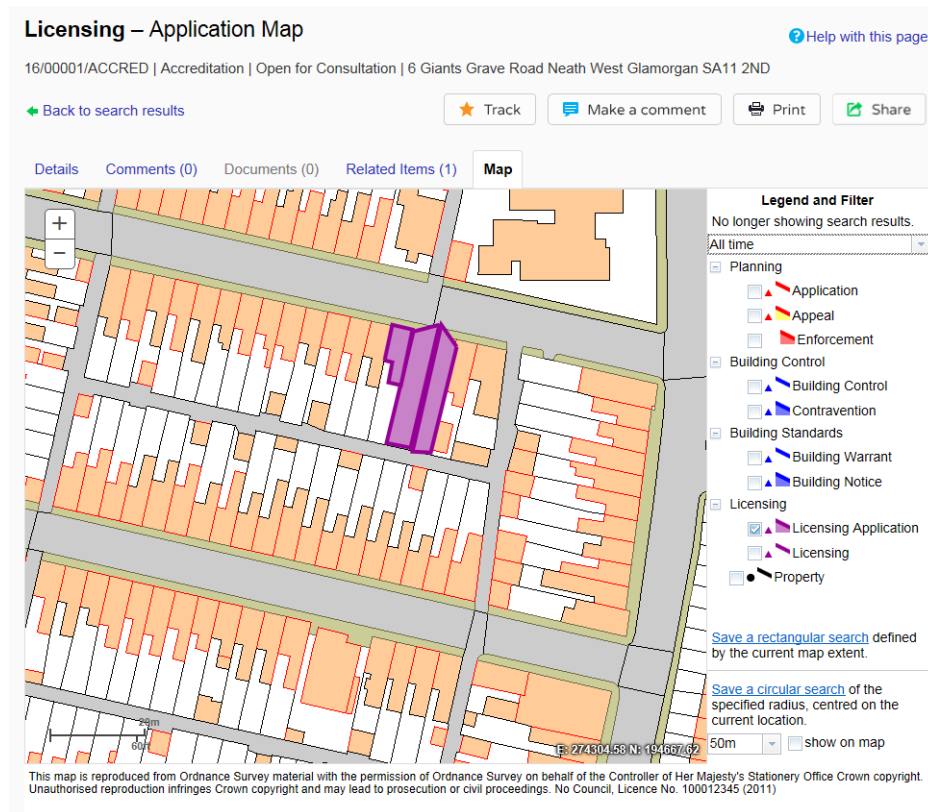 Licensing – Application Map
Help with this page
16/00001/ACCRED | Accreditation | Open for Consultation | 6 Giants Grave Road Neath West Glamorgan SA11 2ND
Back to search results
Track
Make a comment
Print
Share
Details
Comments (0)
Documents (0)
Related Items (1)
Map
+
−
20m
60ft
E: 274304.58 N: 194667.62
Legend and Filter
No longer showing search results.
All time
Planning
Application
Appeal
Enforcement
Building Control
Building Control
Contravention
Building Standards
Building Warrant
Building Notice
Licensing
Licensing Application
Licensing
Property
Save a rectangular search defined
by the current map extent.
Save a circular search of the
specified radius, centred on the
current location.
50m
show on map
This map is reproduced from Ordnance Survey material with the permission of Ordnance Survey on behalf of the Controller of Her Majesty's Stationery Office Crown copyright.
Unauthorised reproduction infringes Crown copyright and may lead to prosecution or civil proceedings. No Council, Licence No. 100012345 (2011)